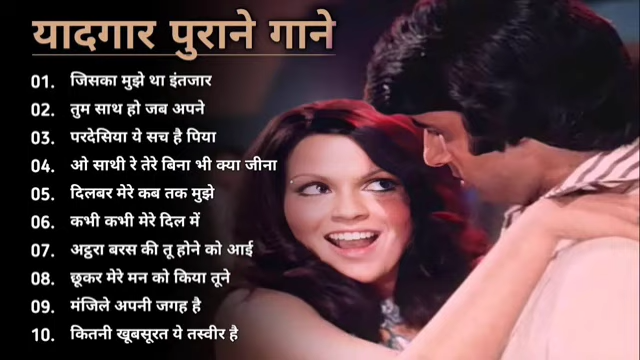 यादगार पुराने गाने
01. जिसका मुझे था इंतजार
02. तुम साथ हो जब अपने
03. परदेसिया ये सच है पिया
04. ओ साथी रे तेरे बिना भी क्या जीना
05. दिलबर मेरे कब तक मुझे
06. कभी कभी मेरे दिल में
07. अट्ठरा बरस की तू होने को आई
08. छूकर मेरे मन को किया तूने
09. मंजिले अपनी जगह है
10. कितनी खूबसूरत ये तस्वीर है